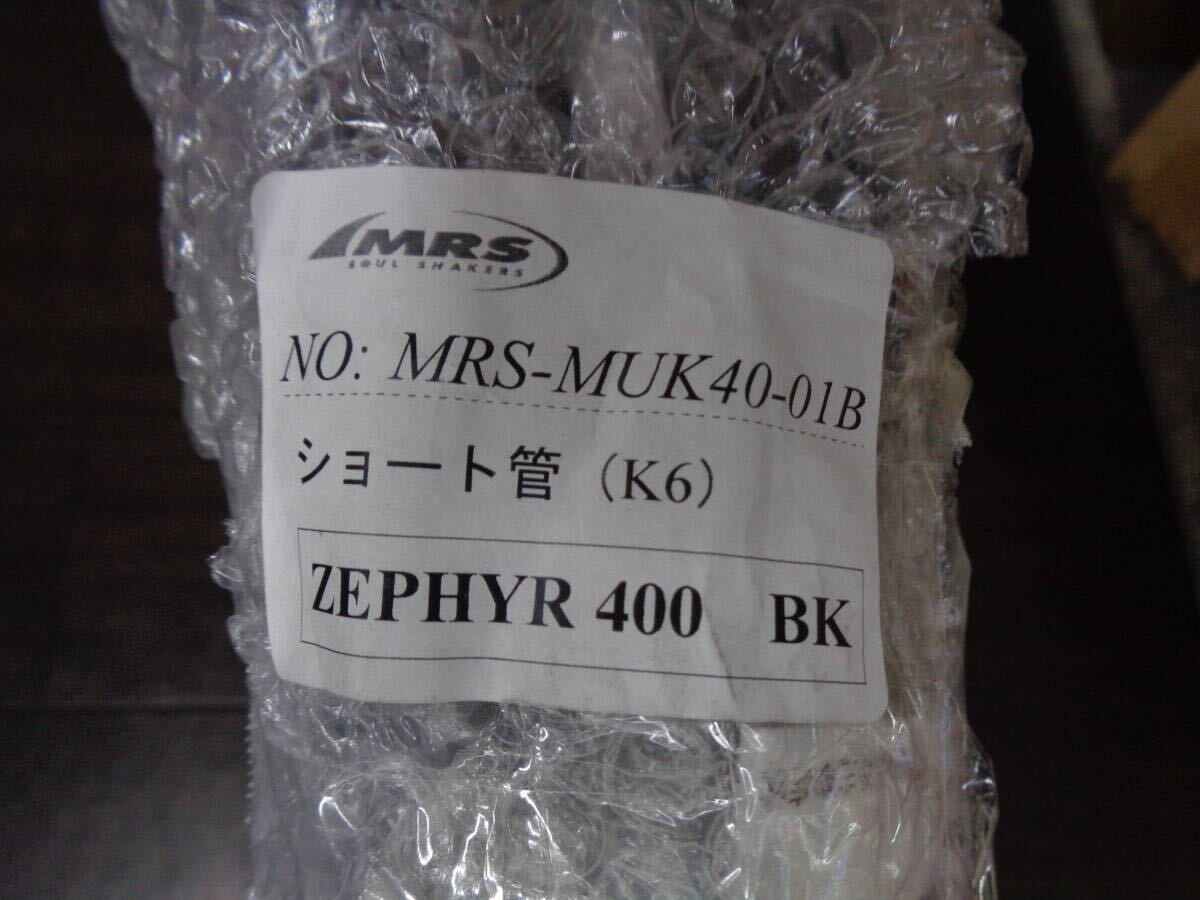 MRS
SOUL SHAKERS
NO: MRS-MUK40-01B
ショート管（K6）
ZEPHYR 400 BK